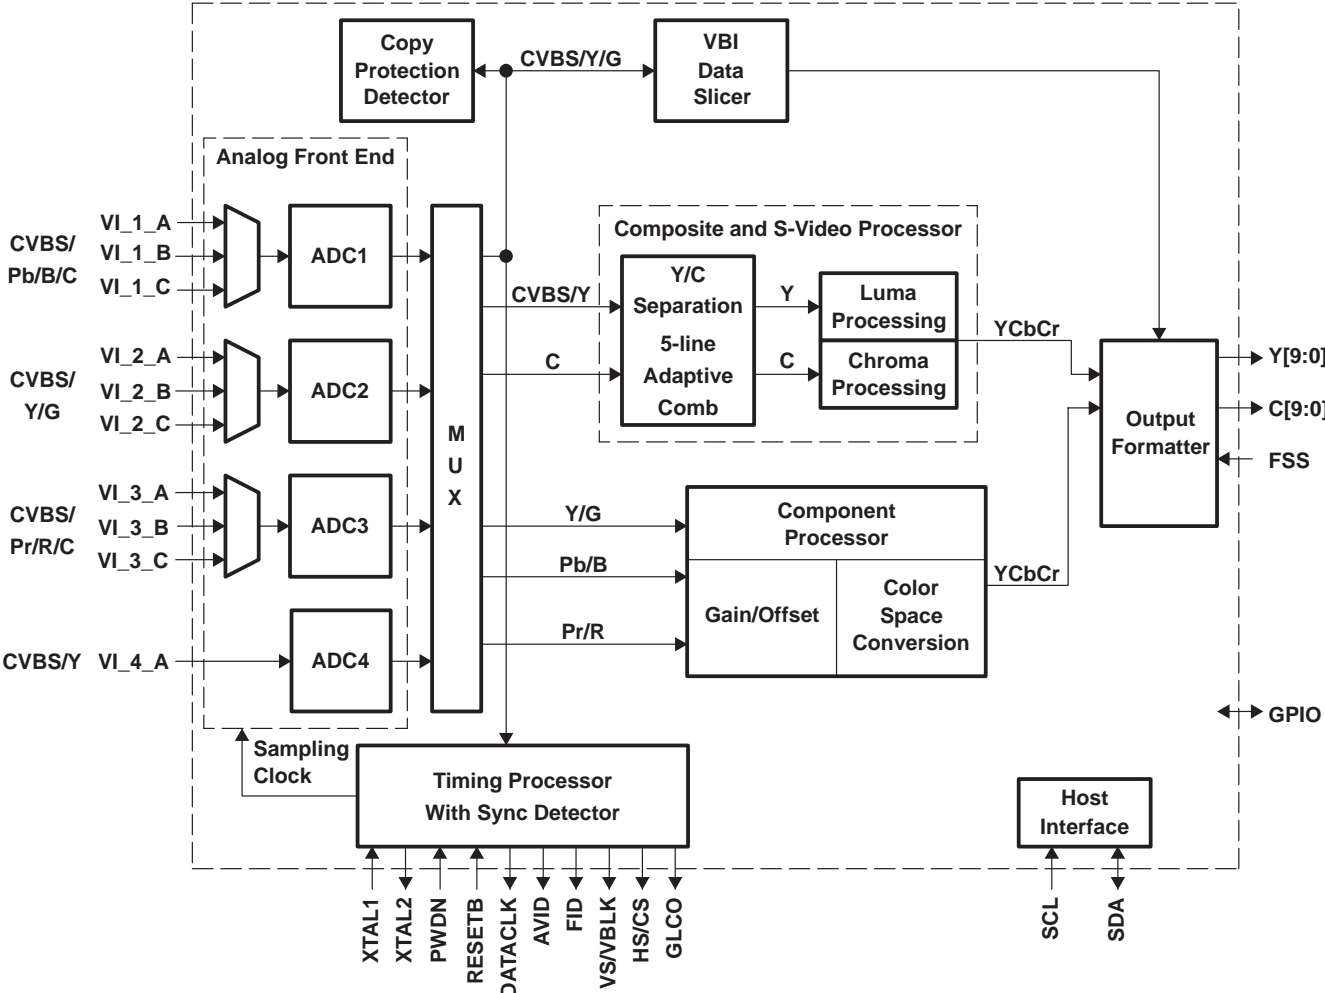 Copy
Protection
Detector
CVBS/Y/G
VBI
Data
Slicer
Analog Front End
CVBS/
Pb/B/C
VI_1_A
VI_1_B
VI_1_C
ADC1
CVBS/
Y/G
VI_2_A
VI_2_B
VI_2_C
ADC2
CVBS/
Pr/R/C
VI_3_A
VI_3_B
VI_3_C
ADC3
CVBS/Y
VI_4_A
ADC4
M
U
X
Composite and S-Video Processor
CVBS/Y
C
Y/C
Separation
5-line
Adaptive
Comb
Y
C
Luma
Processing
Chroma
Processing
YCbCr
Y/G
Pb/B
Pr/R
Component
Processor
Gain/Offset
Color
Space
Conversion
YCbCr
Output
Formatter
Y[9:0]
C[9:0]
FSS
GPIO
Sampling
Clock
Timing Processor
With Sync Detector
Host
Interface
XTAL1
XTAL2
PWDN
RESETB
DATACLK
AVID
FID
VS/VBLK
HS/CS
GLCO
SCL
SDA